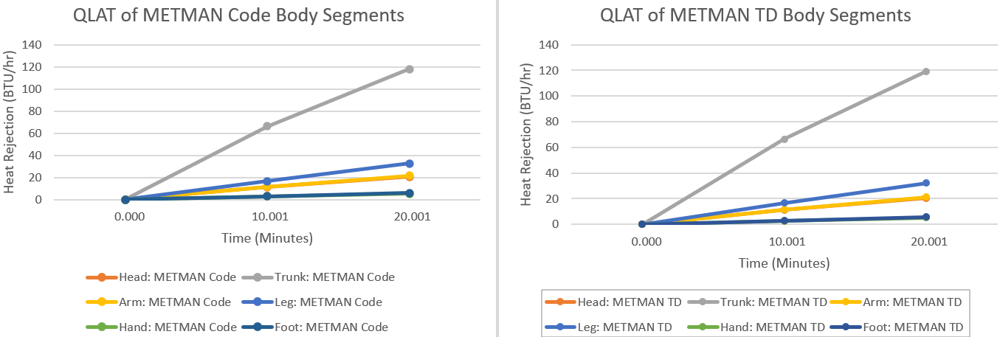 QLAT of METMAN Code Body Segments
Heat Rejection (BTU/hr)
140
120
100
80
60
40
20
0
0.000 10.001 20.001
Time (Minutes)
Head: METMAN Code Trunk: METMAN Code
Arm: METMAN Code Leg: METMAN Code
Hand: METMAN Code Foot: METMAN Code
QLAT of METMAN TD Body Segments
Heat Rejection (BTU/hr)
140
120
100
80
60
40
20
0
0.000 10.001 20.001
Time (Minutes)
Head: METMAN TD Trunk: METMAN TD Arm: METMAN TD
Leg: METMAN TD Hand: METMAN TD Foot: METMAN TD